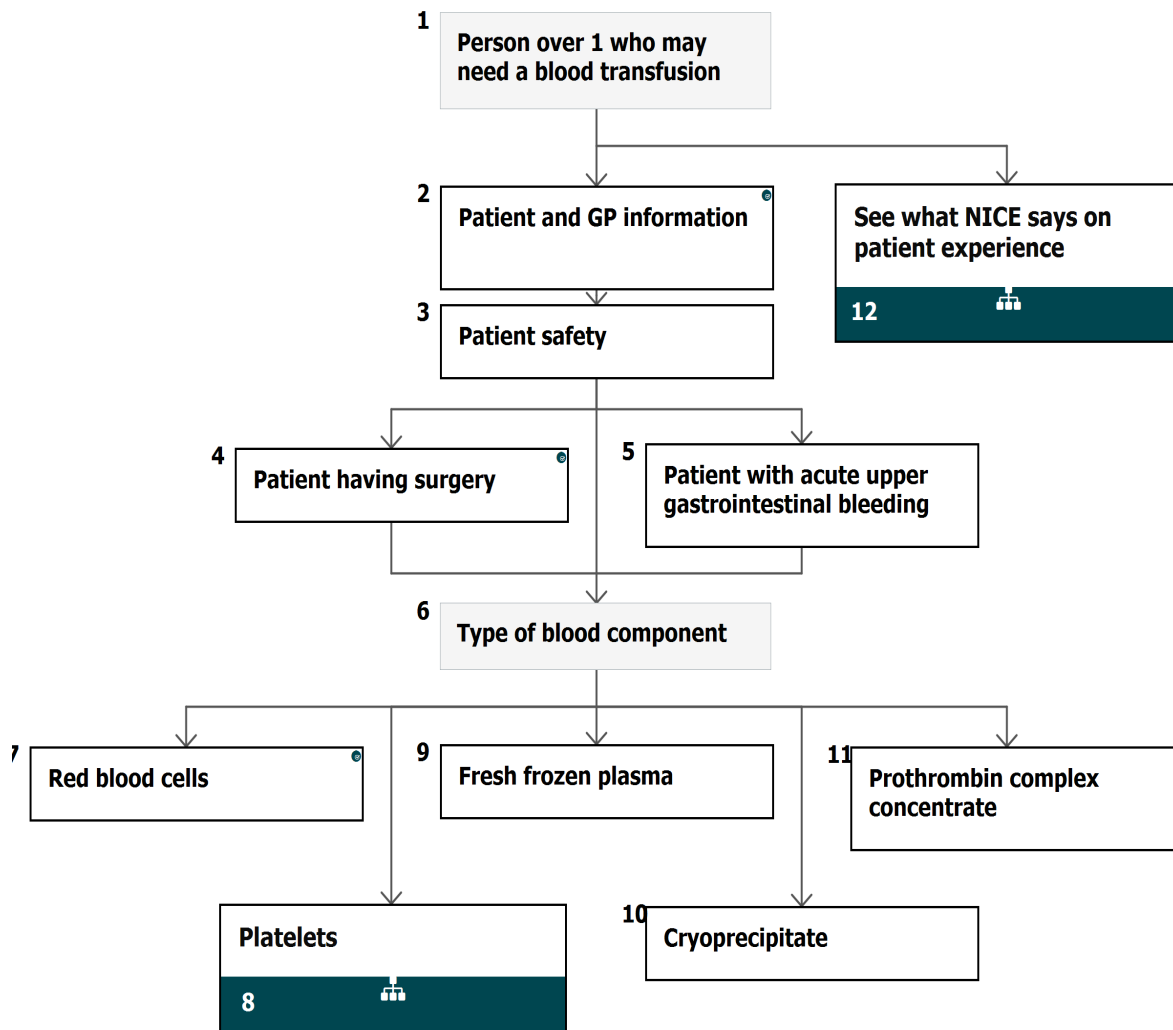 1
Person over 1 who may
need a blood transfusion
2
Patient and GP information
See what NICE says on
patient experience
12
3
Patient safety
4
Patient having surgery
5
Patient with acute upper
gastrointestinal bleeding
6
Type of blood component
7
Red blood cells
9
Fresh frozen plasma
11
Prothrombin complex
concentrate
Platelets
8
10
Cryoprecipitate